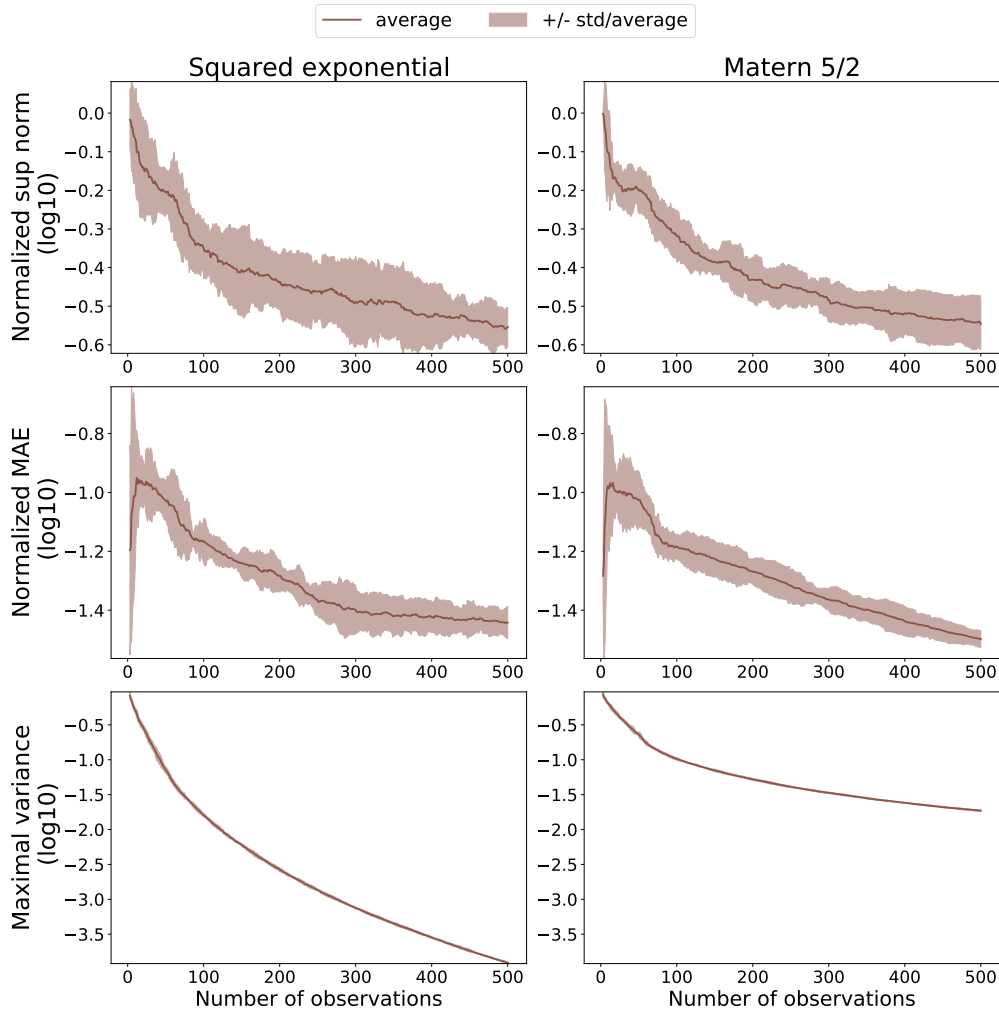 average +/- std/average
Squared exponential Matern 5/2
Normalized sup norm
(log10)
0.0 0.0
−0.1 −0.1
−0.2 −0.2
−0.3 −0.3
−0.4 −0.4
−0.5 −0.5
−0.6 −0.6
0 100 200 300 400 500 0 100 200 300 400 500
Normalized MAE
(log10)
−0.8 −0.8
−1.0 −1.0
−1.2 −1.2
−1.4 −1.4
0 100 200 300 400 500 0 100 200 300 400 500
Maximal variance
(log10)
−0.5 −0.5
−1.0 −1.0
−1.5 −1.5
−2.0 −2.0
−2.5 −2.5
−3.0 −3.0
−3.5 −3.5
0 100 200 300 400 500 0 100 200 300 400 500
Number of observations Number of observations